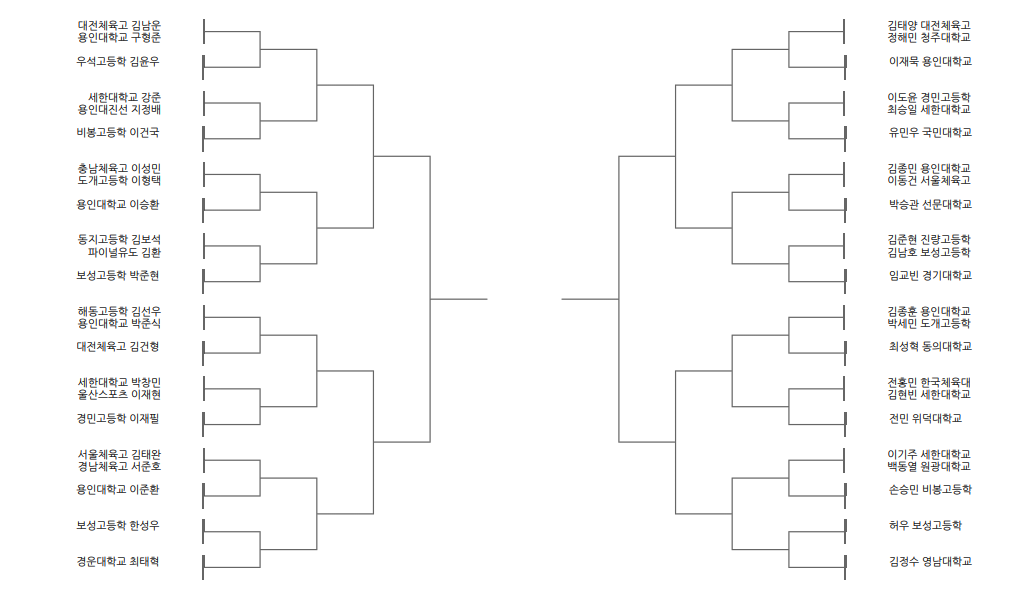 대전체육고 김남운
용인대학교 구형준
우석고등학 김윤우
세한대학교 강준
용인대진선 지정배
비봉고등학 이건국
충남체육고 이성민
도개고등학 이형택
용인대학교 이승환
동지고등학 김보석
파이널유도 김환
보성고등학 박준현
해동고등학 김선우
용인대학교 박준식
대전체육고 김건형
세한대학교 박창민
울산스포츠 이재현
경민고등학 이재필
서울체육고 김태완
경남체육고 서준호
용인대학교 이준환
보성고등학 한성우
경운대학교 최태혁
김태양 대전체육고
정해민 청주대학교
이재묵 용인대학교
이도윤 경민고등학
최승일 세한대학교
유민우 국민대학교
김종민 용인대학교
이동건 서울체육고
박승관 선문대학교
김준현 진량고등학
김남호 보성고등학
임교빈 경기대학교
김종훈 용인대학교
박세민 도개고등학
최성혁 동의대학교
전홍민 한국체육대
김현빈 세한대학교
전민 위덕대학교
이기주 세한대학교
백동열 원광대학교
손승민 비봉고등학
허우 보성고등학
김정수 영남대학교